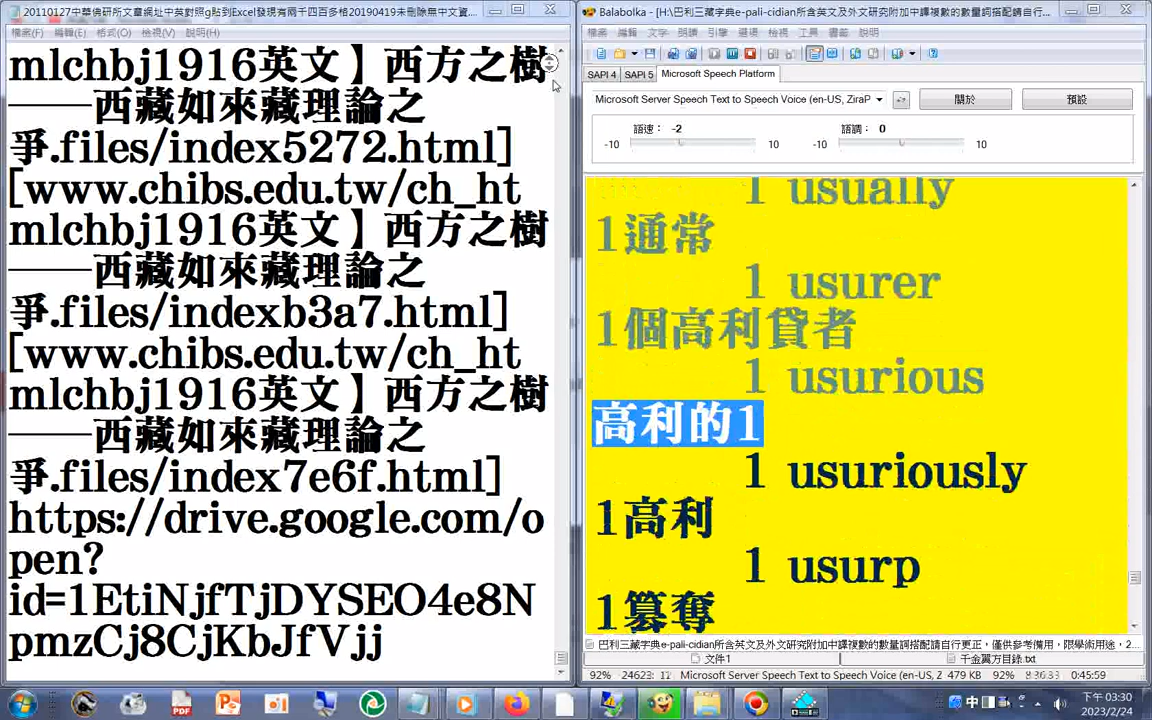 20110127中華佛研所文章網址中英對照g貼到Excel發現有兩千四百多格20190419未刪除無中文資...
檔案(F) 編輯(E) 格式(O) 檢視(V) 說明(H)
mlchbj1916英文】西方之樹
——西藏如來藏理論之
爭.files/index5272.html]
[www.chibs.edu.tw/ch_ht
mlchbj1916英文】西方之樹
——西藏如來藏理論之
爭.files/indexb3a7.html]
[www.chibs.edu.tw/ch_ht
mlchbj1916英文】西方之樹
——西藏如來藏理論之
爭.files/index7e6f.html]
https://drive.google.com/o
pen?
id=1EtiNjfTjDYSEO4e8N
pmzCj8CjKbJfVjj
Balabolka - [H:\巴利三藏字典e-pali-cidian所含英文及外文研究附加中譯複數的數量詞搭配請自行...
檔案 編輯 文字 朗讀 引擎 選項 檢視 工具 書籤 說明
SAPI 4 SAPI 5 Microsoft Speech Platform
Microsoft Server Speech Text to Speech Voice (en-US, ZiraP
關於 預設
語速： -2 語調： 0
-10 10 -10 10
1 usually
1通常
1 usurer
1個高利貸者
1 usurious
高利的1
1 usuriously
1高利
1 usurp
1篡奪
巴利三藏字典e-pali-cidian所含英文及外文研究附加中譯複數的數量詞搭配請自行更正，僅供參考備用，限學術用途，2...
文件1 千金翼方目錄.txt
92% 24623: 11 Microsoft Server Speech Text to Speech Voice (en-US, Z 479 KB 92% 8:36:33 0:45:59
中
下午 03:30
2023/2/24